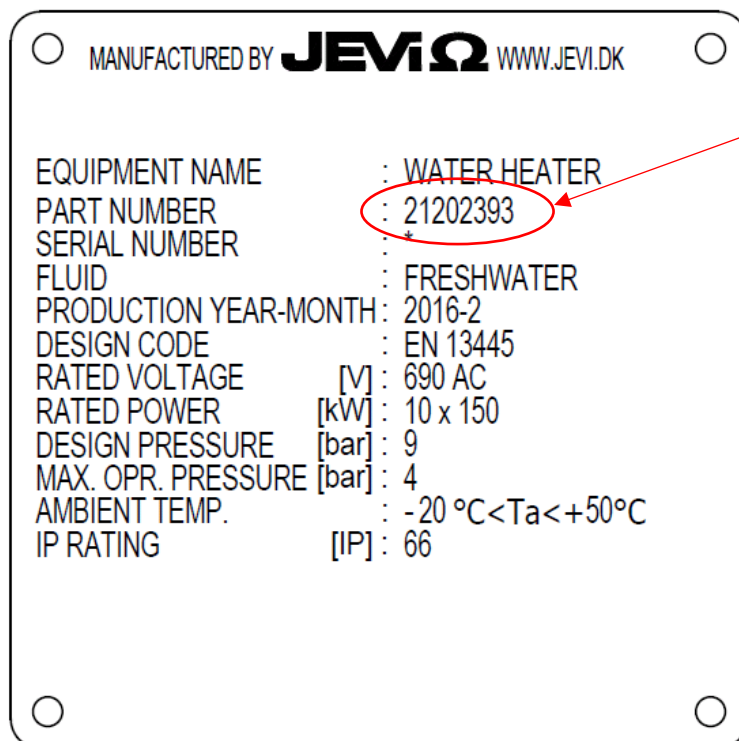 MANUFACTURED BY JEVI Ω WWW.JEVI.DK
EQUIPMENT NAME : WATER HEATER
PART NUMBER : 21202393
SERIAL NUMBER : *
FLUID : FRESHWATER
PRODUCTION YEAR-MONTH : 2016-2
DESIGN CODE : EN 13445
RATED VOLTAGE [V] : 690 AC
RATED POWER [kW] : 10 x 150
DESIGN PRESSURE [bar] : 9
MAX. OPR. PRESSURE [bar] : 4
AMBIENT TEMP. : -20 °C<Ta<+50°C
IP RATING [IP] : 66